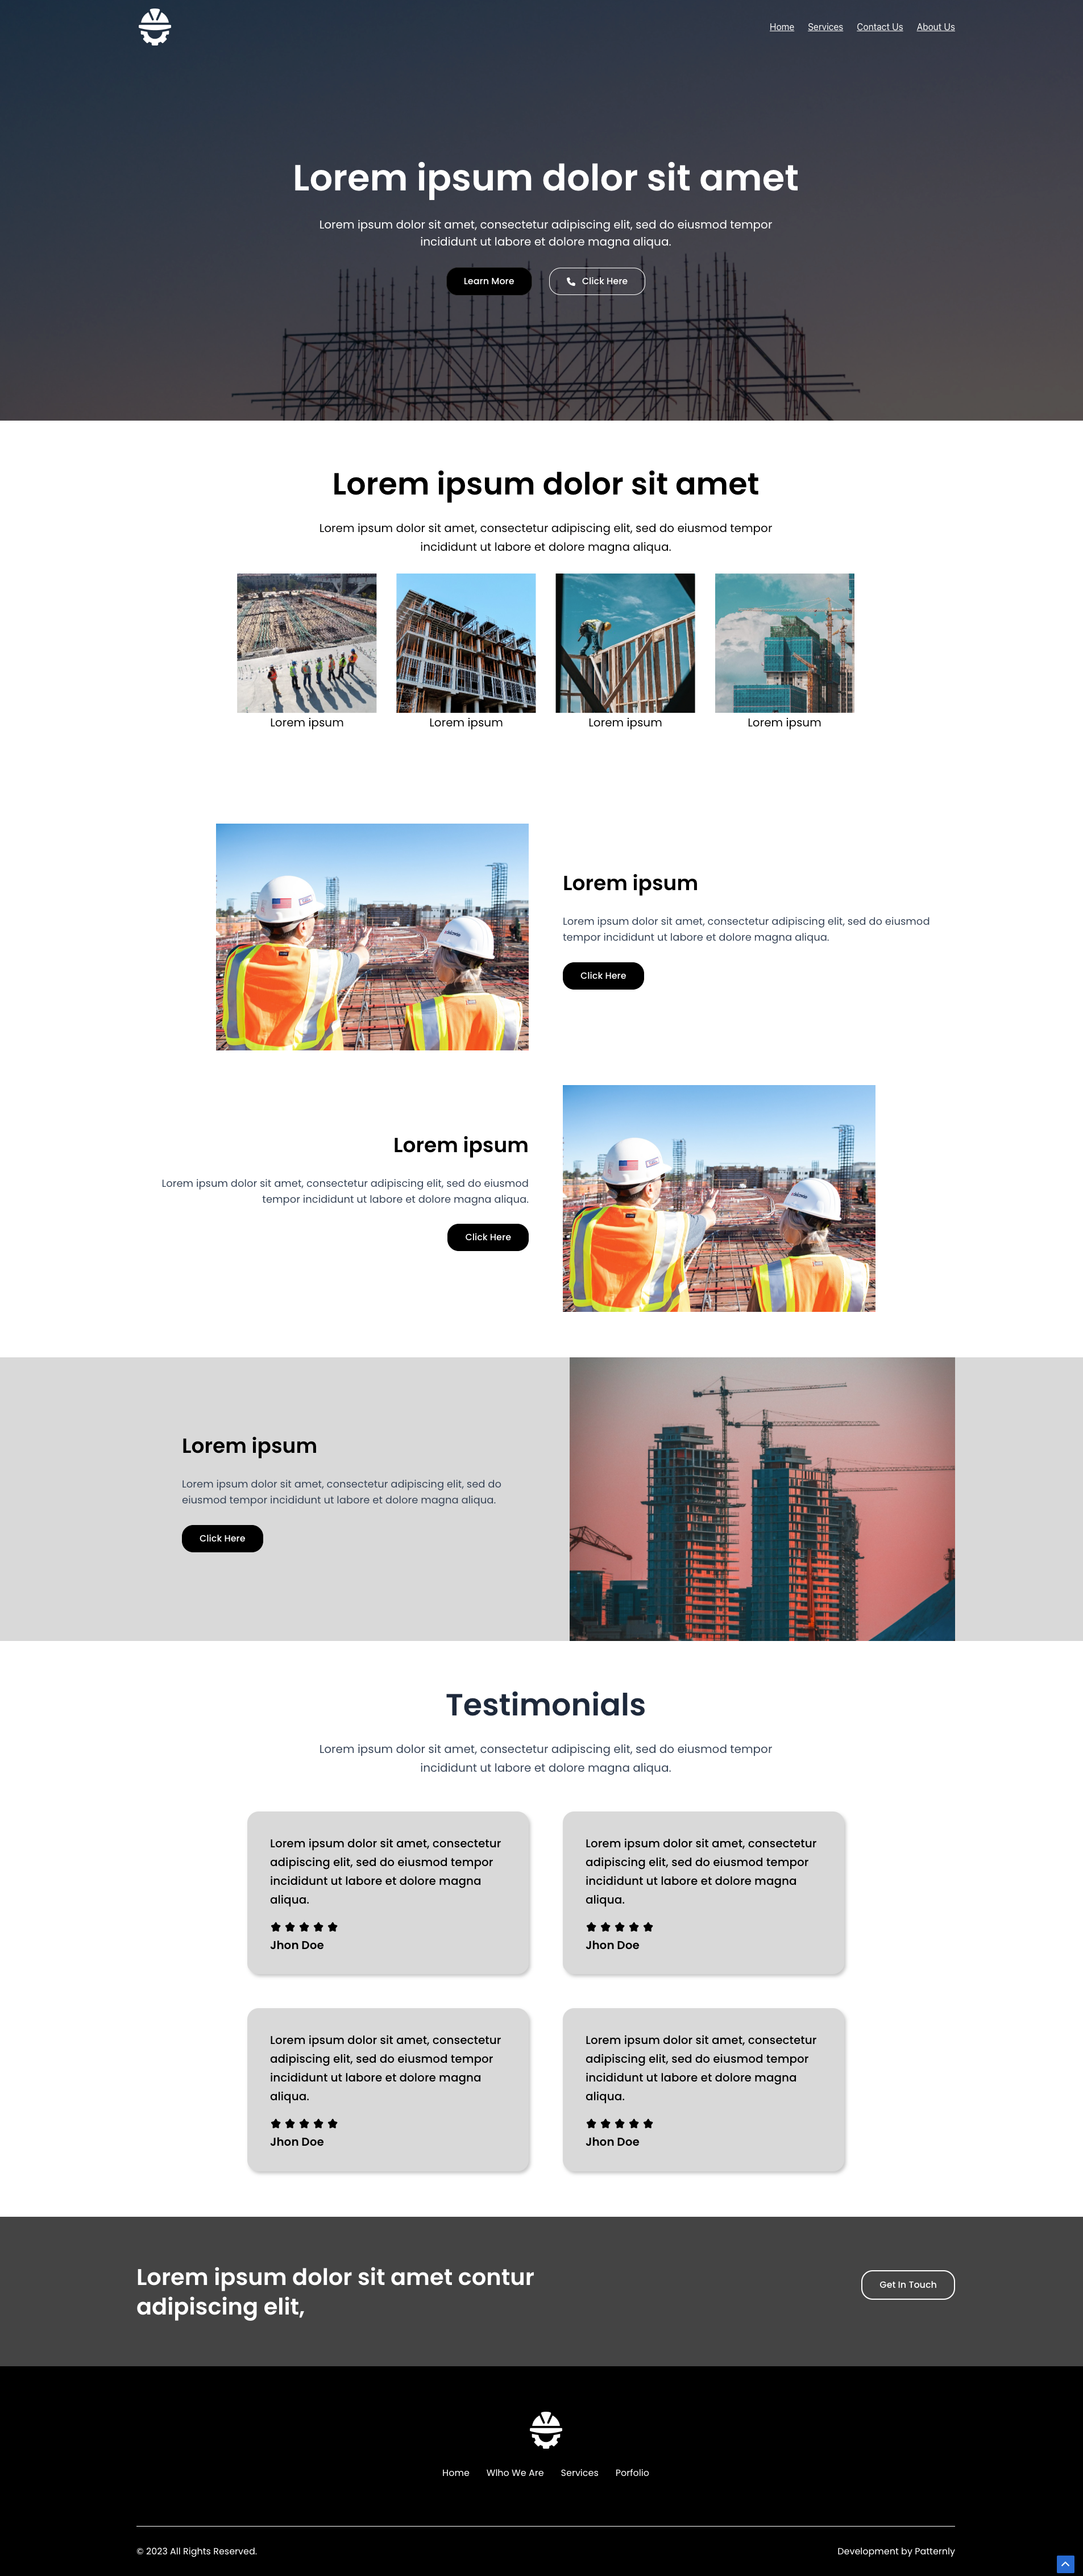 Home Services Contact Us About Us
Lorem ipsum dolor sit amet
Lorem ipsum dolor sit amet, consectetur adipiscing elit, sed do eiusmod tempor
incididunt ut labore et dolore magna aliqua.
Learn More Click Here
Lorem ipsum dolor sit amet
Lorem ipsum dolor sit amet, consectetur adipiscing elit, sed do eiusmod tempor
incididunt ut labore et dolore magna aliqua.
Lorem ipsum Lorem ipsum Lorem ipsum Lorem ipsum
Lorem ipsum
Lorem ipsum dolor sit amet, consectetur adipiscing elit, sed do eiusmod
tempor incididunt ut labore et dolore magna aliqua.
Click Here
Lorem ipsum
Lorem ipsum dolor sit amet, consectetur adipiscing elit, sed do eiusmod
tempor incididunt ut labore et dolore magna aliqua.
Click Here
Lorem ipsum
Lorem ipsum dolor sit amet, consectetur adipiscing elit, sed do
eiusmod tempor incididunt ut labore et dolore magna aliqua.
Click Here
Testimonials
Lorem ipsum dolor sit amet, consectetur adipiscing elit, sed do eiusmod tempor
incididunt ut labore et dolore magna aliqua.
Lorem ipsum dolor sit amet, consectetur
adipiscing elit, sed do eiusmod tempor
incididunt ut labore et dolore magna
aliqua.
Jhon Doe
Lorem ipsum dolor sit amet, consectetur
adipiscing elit, sed do eiusmod tempor
incididunt ut labore et dolore magna
aliqua.
Jhon Doe
Lorem ipsum dolor sit amet, consectetur
adipiscing elit, sed do eiusmod tempor
incididunt ut labore et dolore magna
aliqua.
Jhon Doe
Lorem ipsum dolor sit amet, consectetur
adipiscing elit, sed do eiusmod tempor
incididunt ut labore et dolore magna
aliqua.
Jhon Doe
Lorem ipsum dolor sit amet contur
adipiscing elit,
Get In Touch
Home Wlho We Are Services Porfolio
© 2023 All Rights Reserved. Development by Patternly